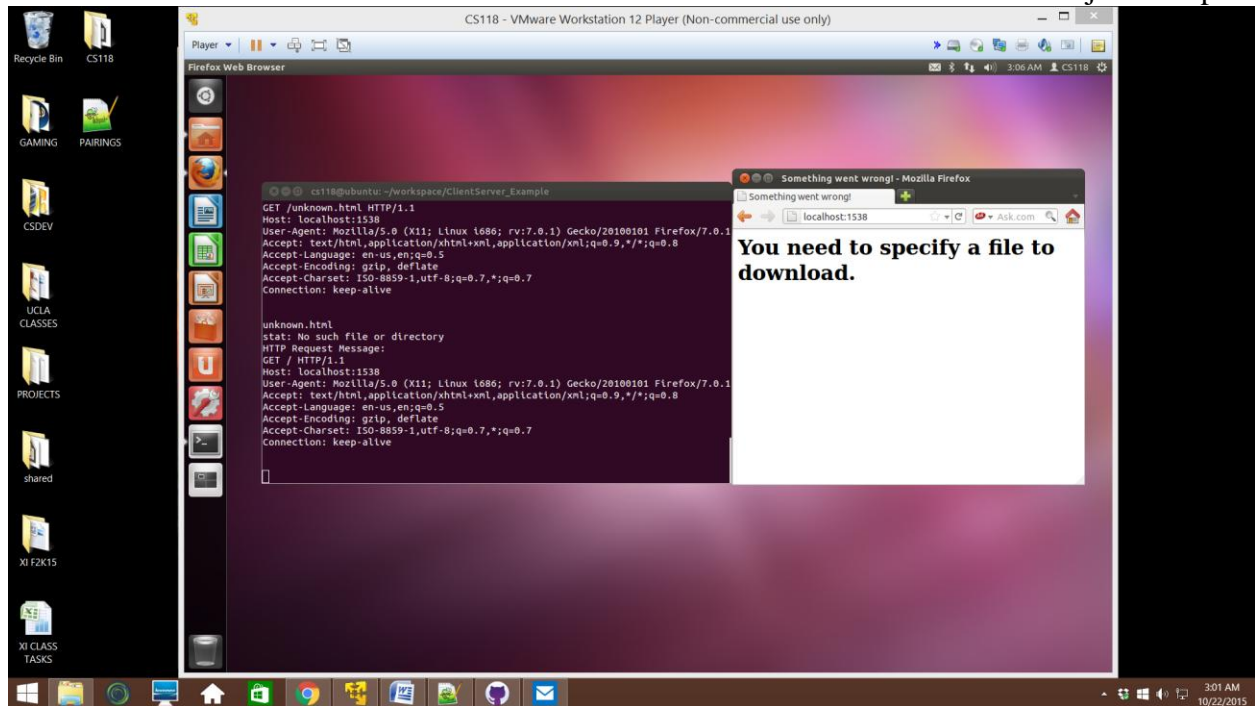 CS118 - VMware Workstation 12 Player (Non-commercial use only)
Player
Firefox Web Browser
3:06 AM CS118
Recycle Bin
CS118
GAMING
PAIRINGS
CSDEV
UCLA
CLASSES
PROJECTS
shared
XI F2K15
XI CLASS
TASKS
cs118@ubuntu: ~/workspace/ClientServer_Example
GET /unknown.html HTTP/1.1
Host: localhost:1538
User-Agent: Mozilla/5.0 (X11; Linux i686; rv:7.0.1) Gecko/20100101 Firefox/7.0.1
Accept: text/html,application/xhtml+xml,application/xml;q=0.9,*/*;q=0.8
Accept-Language: en-us,en;q=0.5
Accept-Encoding: gzip, deflate
Accept-Charset: ISO-8859-1,utf-8;q=0.7,*;q=0.7
Connection: keep-alive
unknown.html
stat: No such file or directory
HTTP Request Message:
GET / HTTP/1.1
Host: localhost:1538
User-Agent: Mozilla/5.0 (X11; Linux i686; rv:7.0.1) Gecko/20100101 Firefox/7.0.1
Accept: text/html,application/xhtml+xml,application/xml;q=0.9,*/*;q=0.8
Accept-Language: en-us,en;q=0.5
Accept-Encoding: gzip, deflate
Accept-Charset: ISO-8859-1,utf-8;q=0.7,*;q=0.7
Connection: keep-alive
Something went wrong! - Mozilla Firefox
Something went wrong!
localhost:1538
Ask.com
You need to specify a file to
download.
3:01 AM
10/22/2015